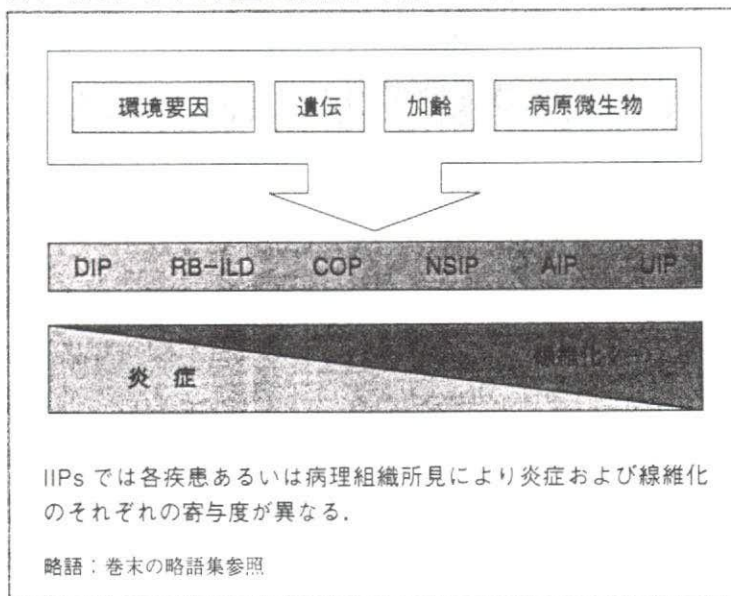 環境要因 遺伝 加齢 病原微生物
DIP RB-ILD COP NSIP AIP UIP
線維化
炎症
IIPs では各疾患あるいは病理組織所見により炎症および線維化
のそれぞれの寄与度が異なる.
略語：巻末の略語集参照